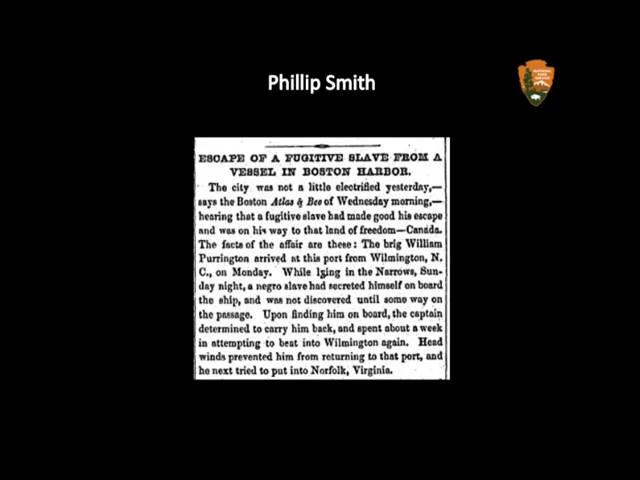 Phillip Smith
NATIONAL
PARK
SERVICE
ESCAPE OF A FUGITIVE SLAVE FROM A
VESSEL IN BOSTON HARBOR.
The city was not a little electrified yesterday,—
says the Boston Atlas & Bee of Wednesday morning,—
hearing that a fugitive slave had made good his escape
and was on his way to that land of freedom—Canada.
The facts of the affair are these: The brig William
Purrington arrived at this port from Wilmington, N.
C., on Monday. While lying in the Narrows, Sun-
day night, a negro slave had secreted himself on board
the ship, and was not discovered until some way on
the passage. Upon finding him on board, the captain
determined to carry him back, and spent about a week
in attempting to beat into Wilmington again. Head
winds prevented him from returning to that port, and
he next tried to put into Norfolk, Virginia.